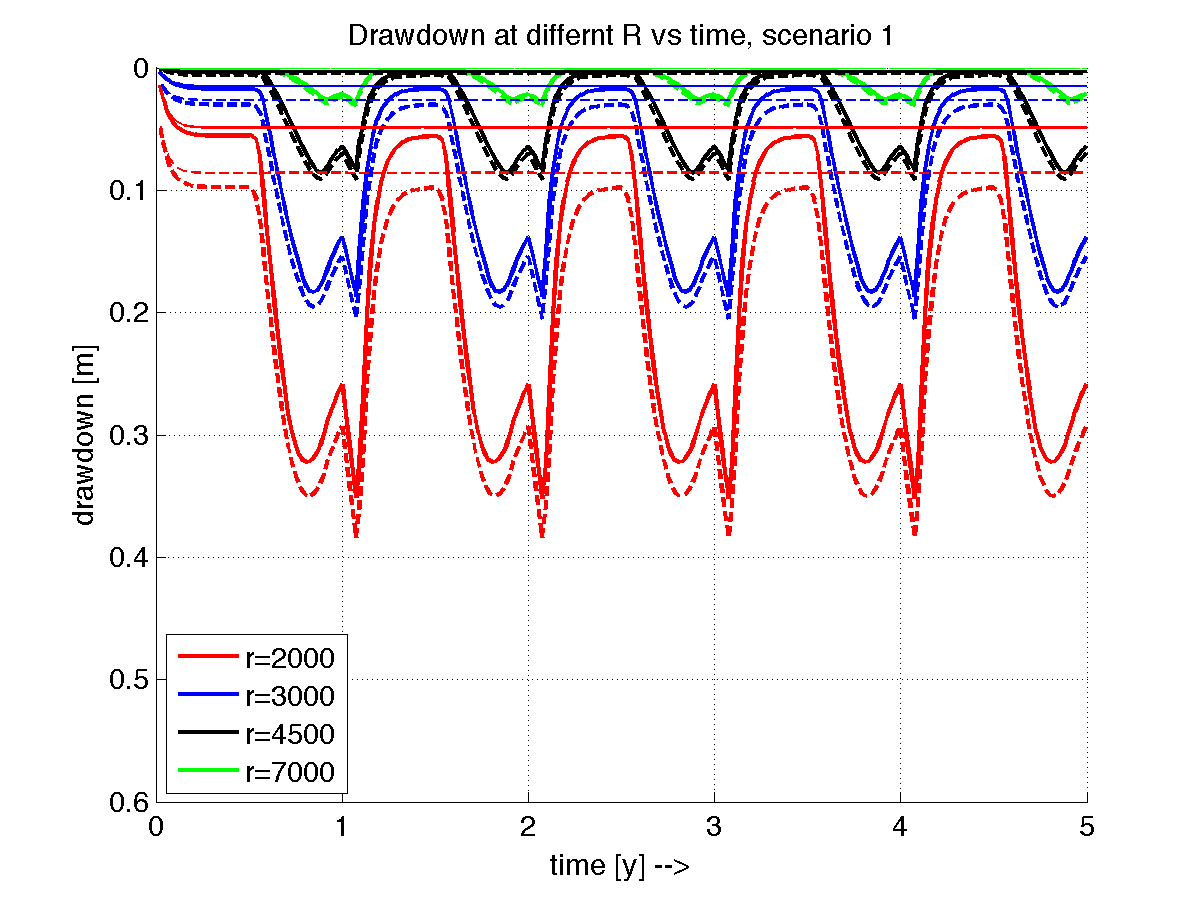 Drawdown at differnt R vs time, scenario 1
drawdown [m]
0
0.1
0.2
0.3
0.4
0.5
0.6
r=2000
r=3000
r=4500
r=7000
0 1 2 3 4 5
time [y] -->